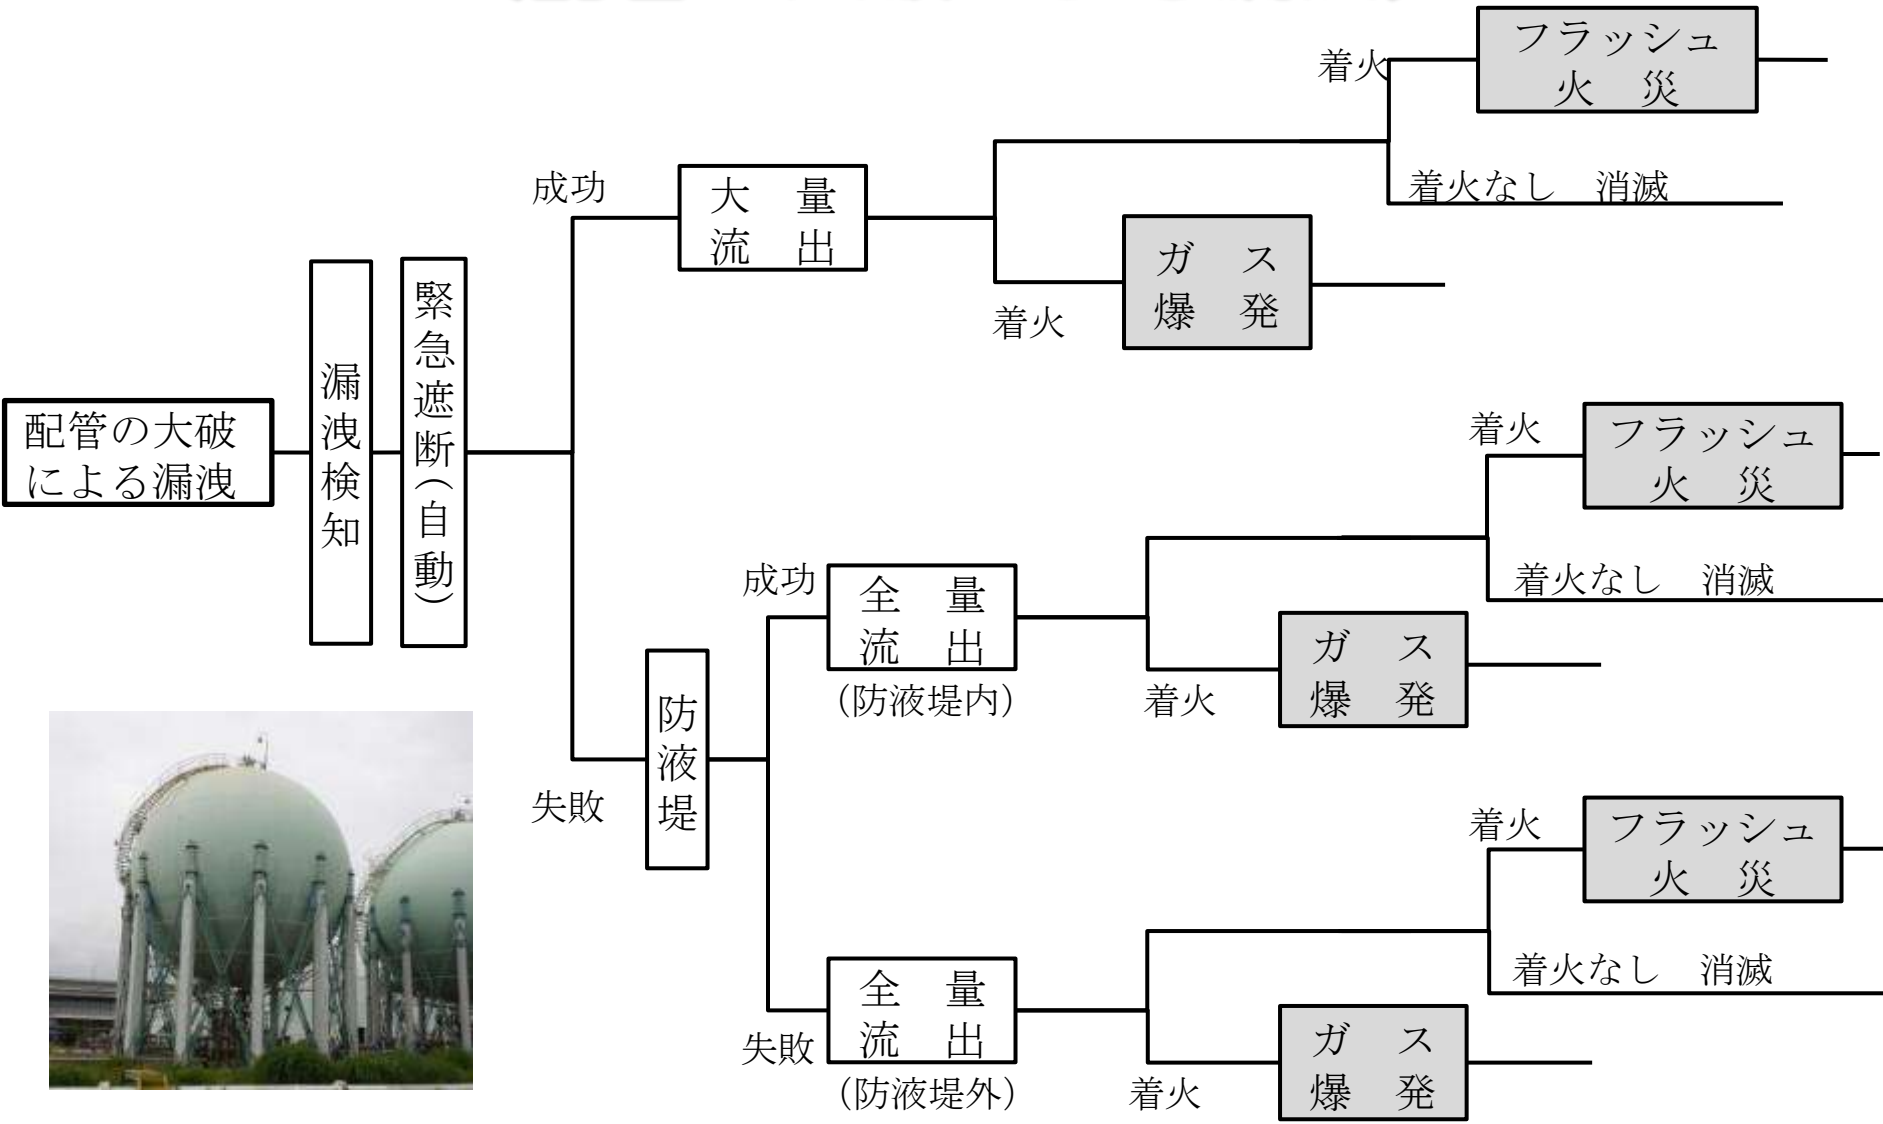 配管の大破
による漏洩
漏洩検知
緊急遮断(自動)
成功
大 量
流 出
着火
フラッシュ
火 災
着火なし 消滅
着火
ガ ス
爆 発
失敗
防液堤
成功
全 量
流 出
(防液堤内)
着火
フラッシュ
火 災
着火なし 消滅
着火
ガ ス
爆 発
失敗
全 量
流 出
(防液堤外)
着火
フラッシュ
火 災
着火なし 消滅
着火
ガ ス
爆 発